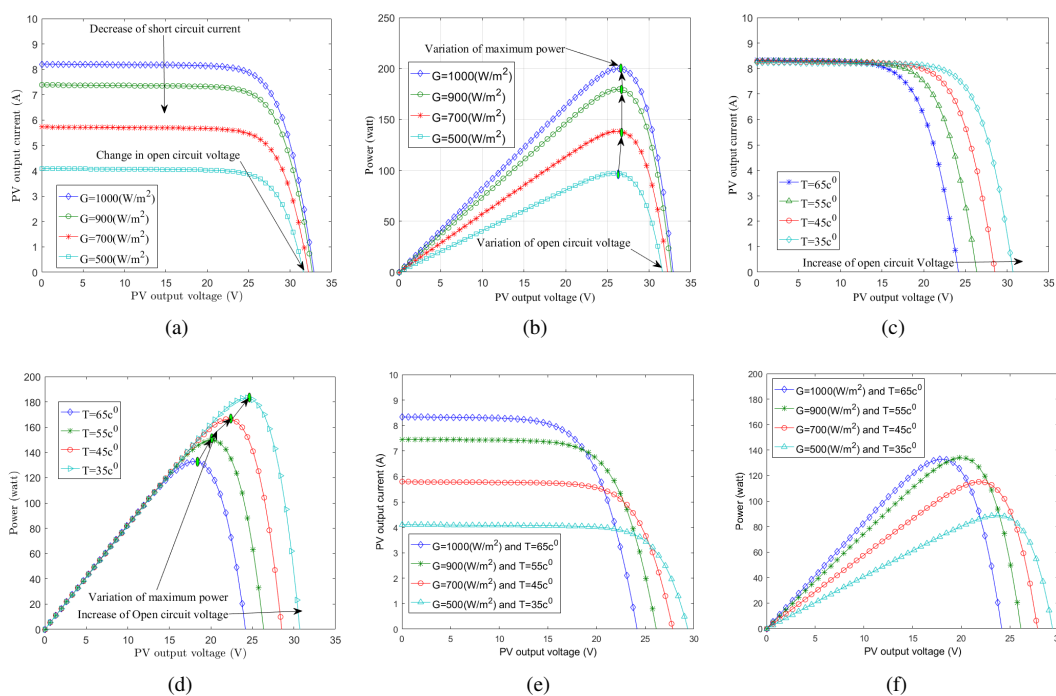 Decrease of short circuit current
Change in open circuit voltage
G=1000(W/m²)
G=900(W/m²)
G=700(W/m²)
G=500(W/m²)
PV output current (A)
0 1 2 3 4 5 6 7 8 9 10
0 5 10 15 20 25 30 35
PV output voltage (V)
(a)
Variation of maximum power
G=1000(W/m²)
G=900(W/m²)
G=700(W/m²)
G=500(W/m²)
Variation of open circuit voltage
Power (watt)
0 50 100 150 200 250
0 5 10 15 20 25 30 35
PV output voltage (V)
(b)
T=65c⁰
T=55c⁰
T=45c⁰
T=35c⁰
Increase of open circuit Voltage
PV output current (A)
0 1 2 3 4 5 6 7 8 9 10
0 5 10 15 20 25 30 35
PV output voltage (V)
(c)
T=65c⁰
T=55c⁰
T=45c⁰
T=35c⁰
Variation of maximum power
Increase of Open circuit voltage
Power (watt)
0 20 40 60 80 100 120 140 160 180 200
0 5 10 15 20 25 30 35
PV output voltage (V)
(d)
G=1000(W/m²) and T=65c⁰
G=900(W/m²) and T=55c⁰
G=700(W/m²) and T=45c⁰
G=500(W/m²) and T=35c⁰
PV output current (A)
0 1 2 3 4 5 6 7 8 9 10
0 5 10 15 20 25 30
PV output voltage (V)
(e)
G=1000(W/m²) and T=65c⁰
G=900(W/m²) and T=55c⁰
G=700(W/m²) and T=45c⁰
G=500(W/m²) and T=35c⁰
Power (watt)
0 20 40 60 80 100 120 140 160 180 200
0 5 10 15 20 25 30
PV output voltage (V)
(f)